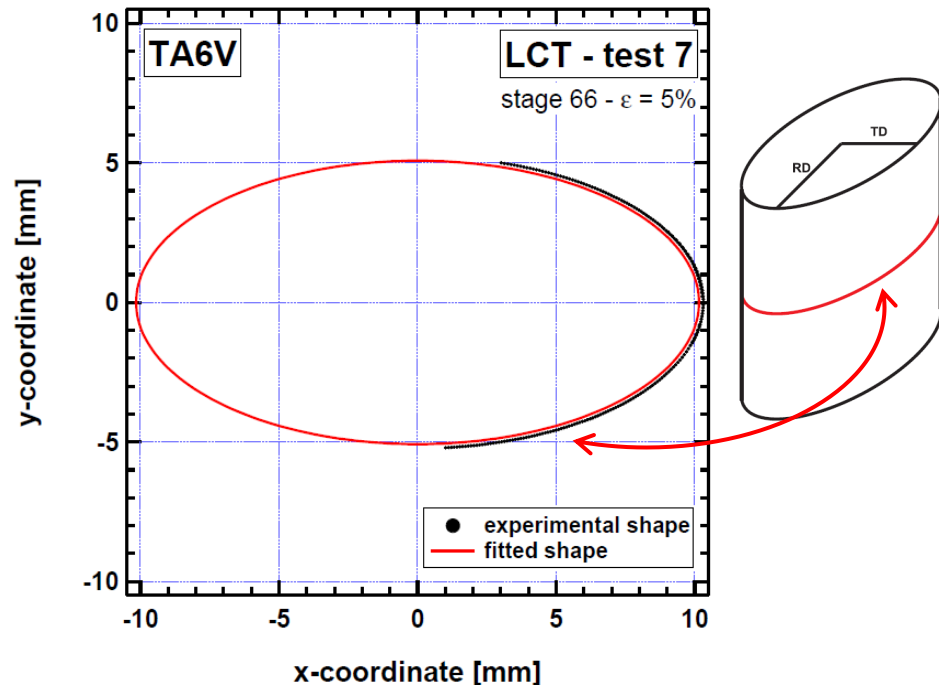 TA6V
LCT - test 7
stage 66 - ε = 5%
10
5
0
-5
-10
y-coordinate [mm]
-10
-5
0
5
10
x-coordinate [mm]
experimental shape
fitted shape
TD
RD